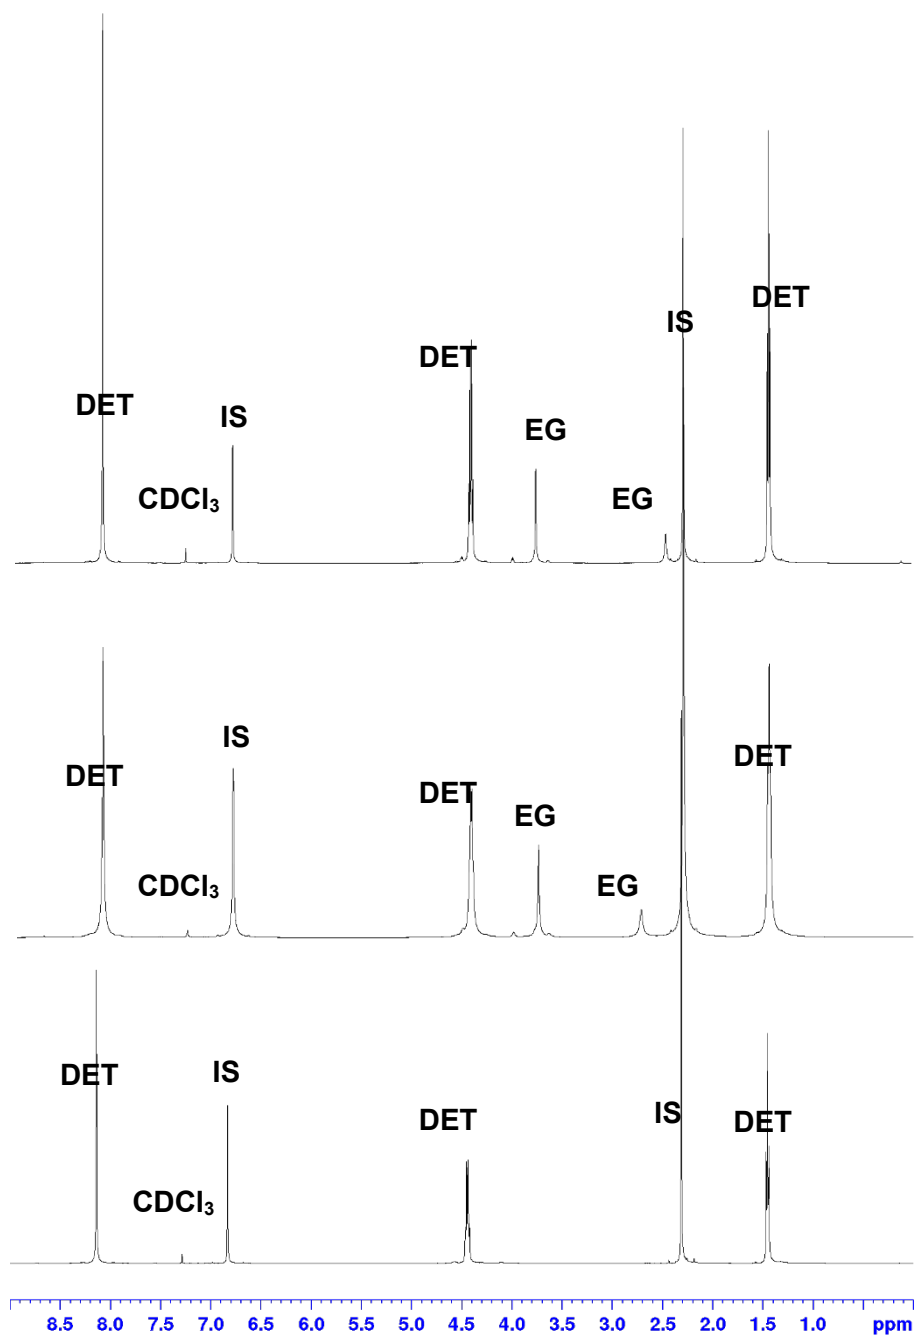 DET
IS
DET
DET
IS
EG
CDCl₃
EG
IS
DET
DET
DET
EG
CDCl₃
EG
IS
DET
IS
DET
DET
CDCl₃
8.5 8.0 7.5 7.0 6.5 6.0 5.5 5.0 4.5 4.0 3.5 3.0 2.5 2.0 1.5 1.0 ppm